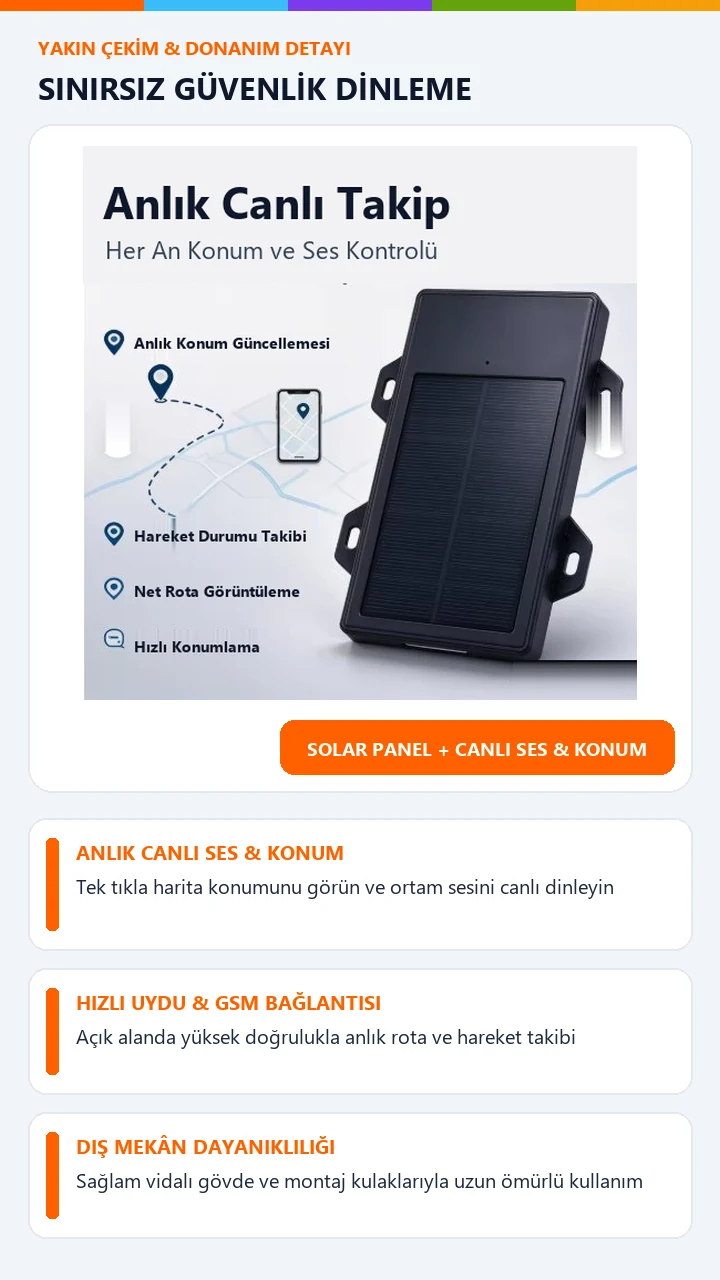 YAKIN ÇEKİM & DONANIM DETAYI
SINIRSIZ GÜVENLİK DİNLEME
Anlık Canlı Takip
Her An Konum ve Ses Kontrolü
Anlık Konum Güncellemesi
Hareket Durumu Takibi
Net Rota Görüntüleme
Hızlı Konumlama
SOLAR PANEL + CANLI SES & KONUM
ANLIK CANLI SES & KONUM
Tek tıkla harita konumunu görün ve ortam sesini canlı dinleyin
HIZLI UYDU & GSM BAĞLANTISI
Açık alanda yüksek doğrulukla anlık rota ve hareket takibi
DIŞ MEKÂN DAYANIKLILIĞI
Sağlam vidalı gövde ve montaj kulaklarıyla uzun ömürlü kullanım